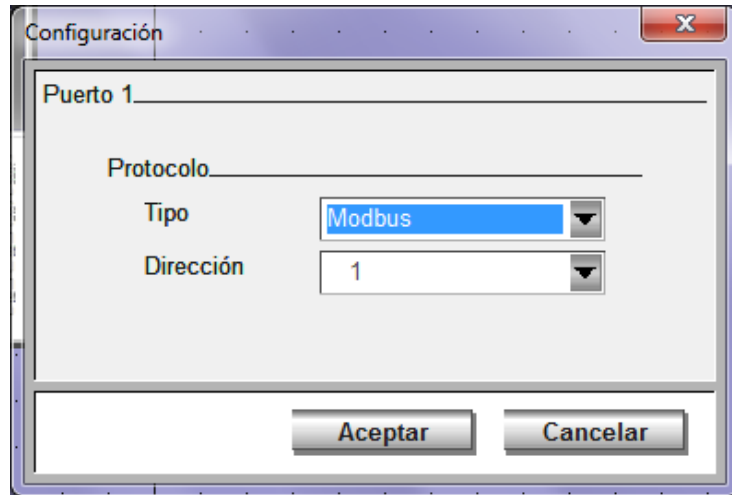 Configuración
Puerto 1
Protocolo
Tipo
Modbus
Dirección
1
Aceptar
Cancelar